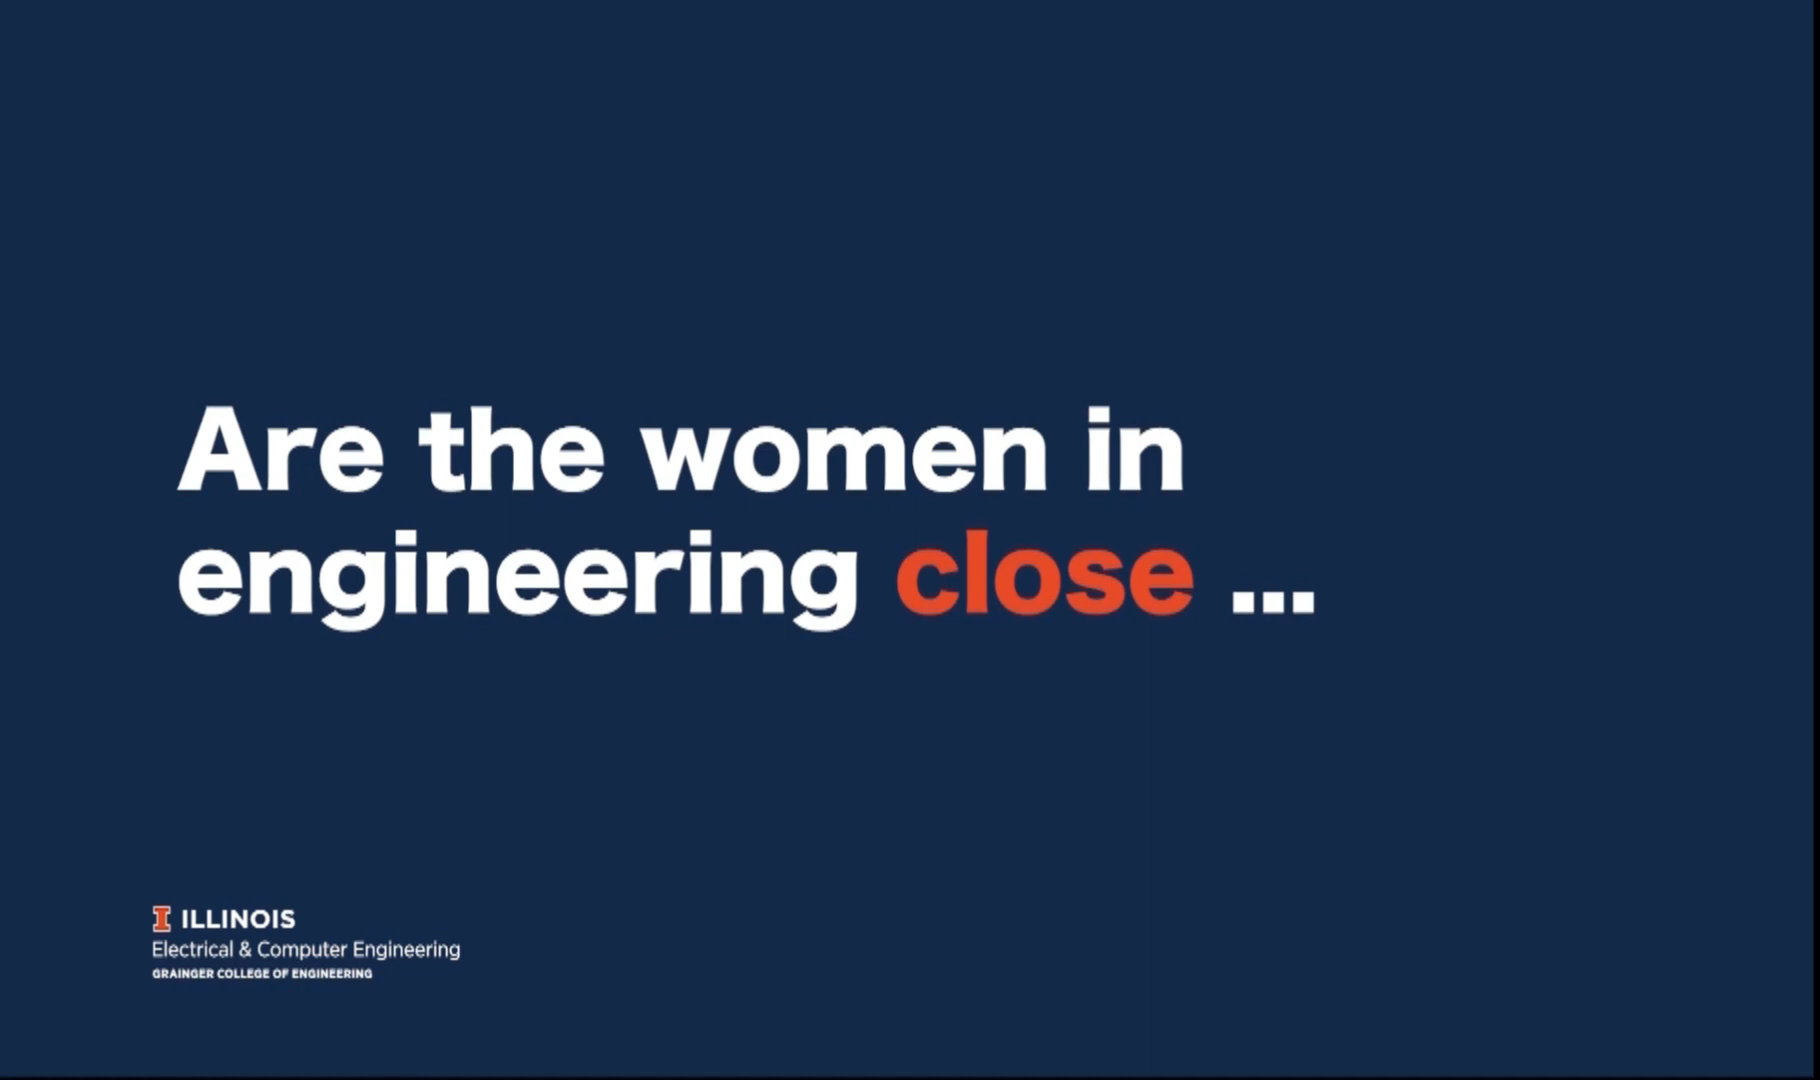 Are the women in
engineering close ...
I ILLINOIS
Electrical & Computer Engineering
GRAINGER COLLEGE OF ENGINEERING